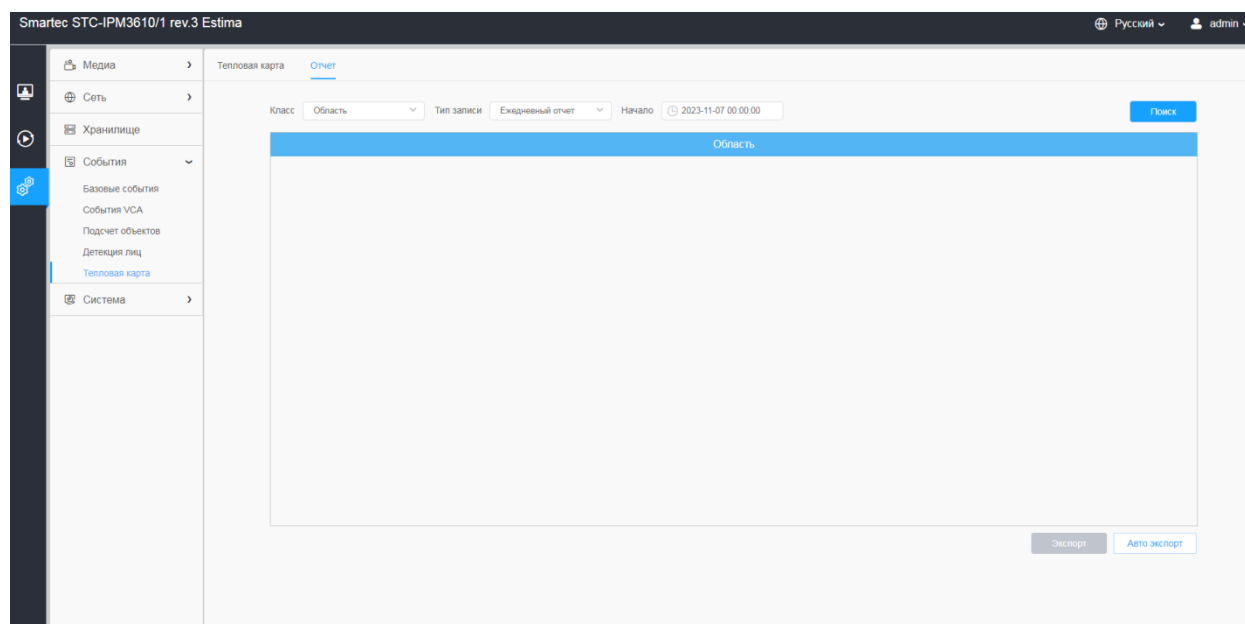 Smartec STC-IPM3610/1 rev.3 Estima
Русский
admin
Медиа
Сеть
Хранилище
События
Базовые события
События VCA
Подсчет объектов
Детекция лиц
Тепловая карта
Система
Тепловая карта Отчет
Класс Область Тип записи Ежедневный отчет Начало 2023-11-07 00:00:00 Поиск
Область
Экспорт Авто экспорт